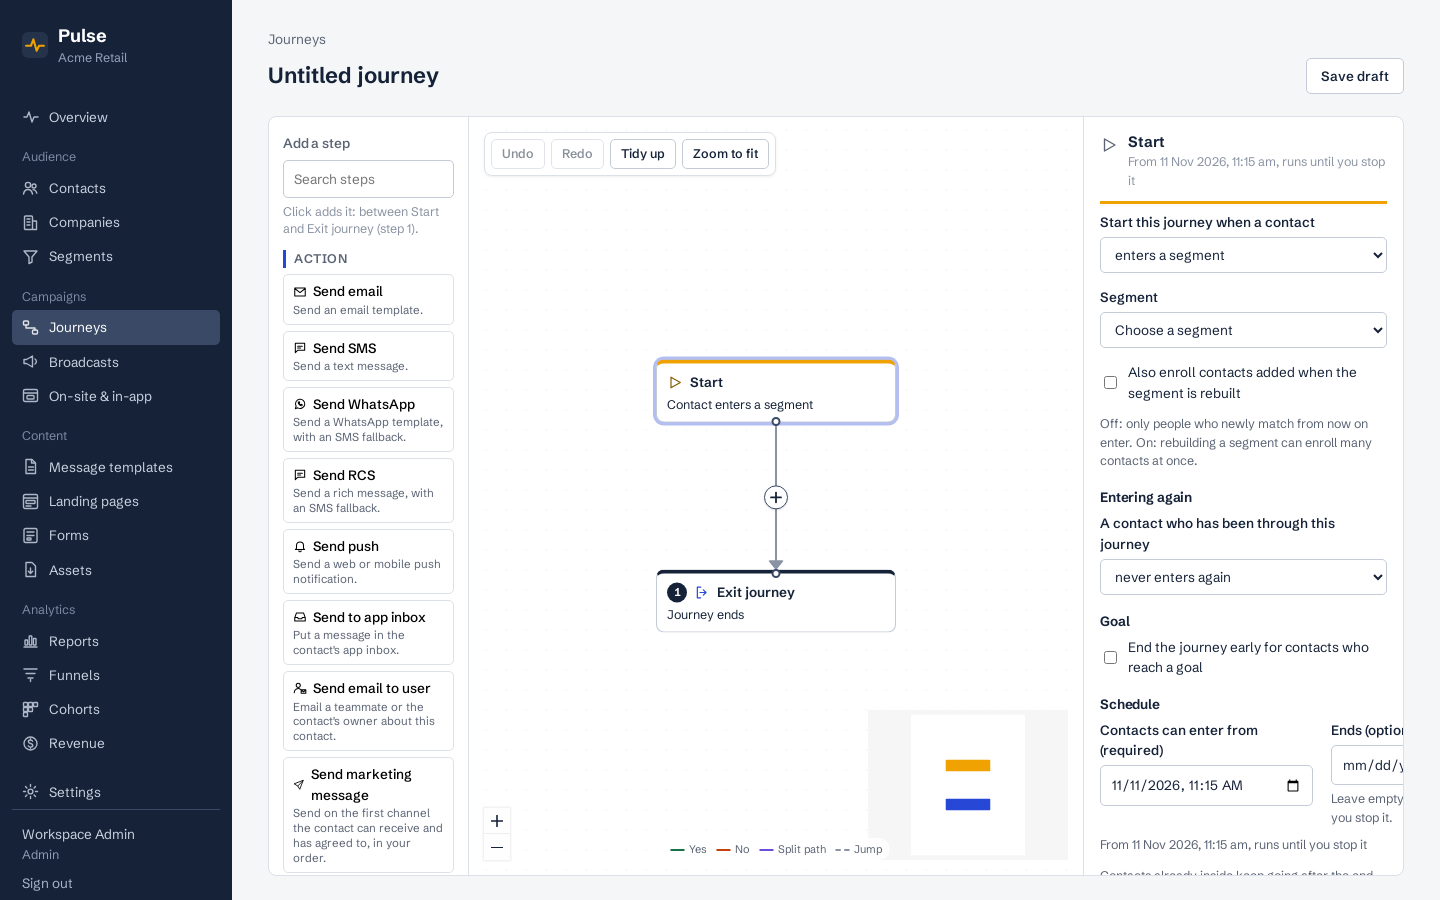 Pulse
Acme Retail
Overview
Audience
Contacts
Companies
Segments
Campaigns
Journeys
Broadcasts
On-site & in-app
Content
Message templates
Landing pages
Forms
Assets
Analytics
Reports
Funnels
Cohorts
Revenue
Settings
Workspace Admin
Admin
Sign out
Journeys
Untitled journey
Save draft
Add a step
Search steps
Click adds it: between Start
and Exit journey (step 1).
ACTION
Send email
Send an email template.
Send SMS
Send a text message.
Send WhatsApp
Send a WhatsApp template,
with an SMS fallback.
Send RCS
Send a rich message, with
an SMS fallback.
Send push
Send a web or mobile push
notification.
Send to app inbox
Put a message in the
contact's app inbox.
Send email to user
Email a teammate or the
contact's owner about this
contact.
Send marketing
message
Send on the first channel
the contact can receive and
has agreed to, in your
order.
Undo
Redo
Tidy up
Zoom to fit
Start
Contact enters a segment
1
Exit journey
Journey ends
Yes
No
Split path
Jump
Start
From 11 Nov 2026, 11:15 am, runs until you stop
it
Start this journey when a contact
enters a segment
Segment
Choose a segment
Also enroll contacts added when the
segment is rebuilt
Off: only people who newly match from now on
enter. On: rebuilding a segment can enroll many
contacts at once.
Entering again
A contact who has been through this
journey
never enters again
Goal
End the journey early for contacts who
reach a goal
Schedule
Contacts can enter from
(required)
11/11/2026, 11:15 AM
Ends (option
mm/dd/y
Leave empty
you stop it.
From 11 Nov 2026, 11:15 am, runs until you stop it
Contacts already inside keep going after the end